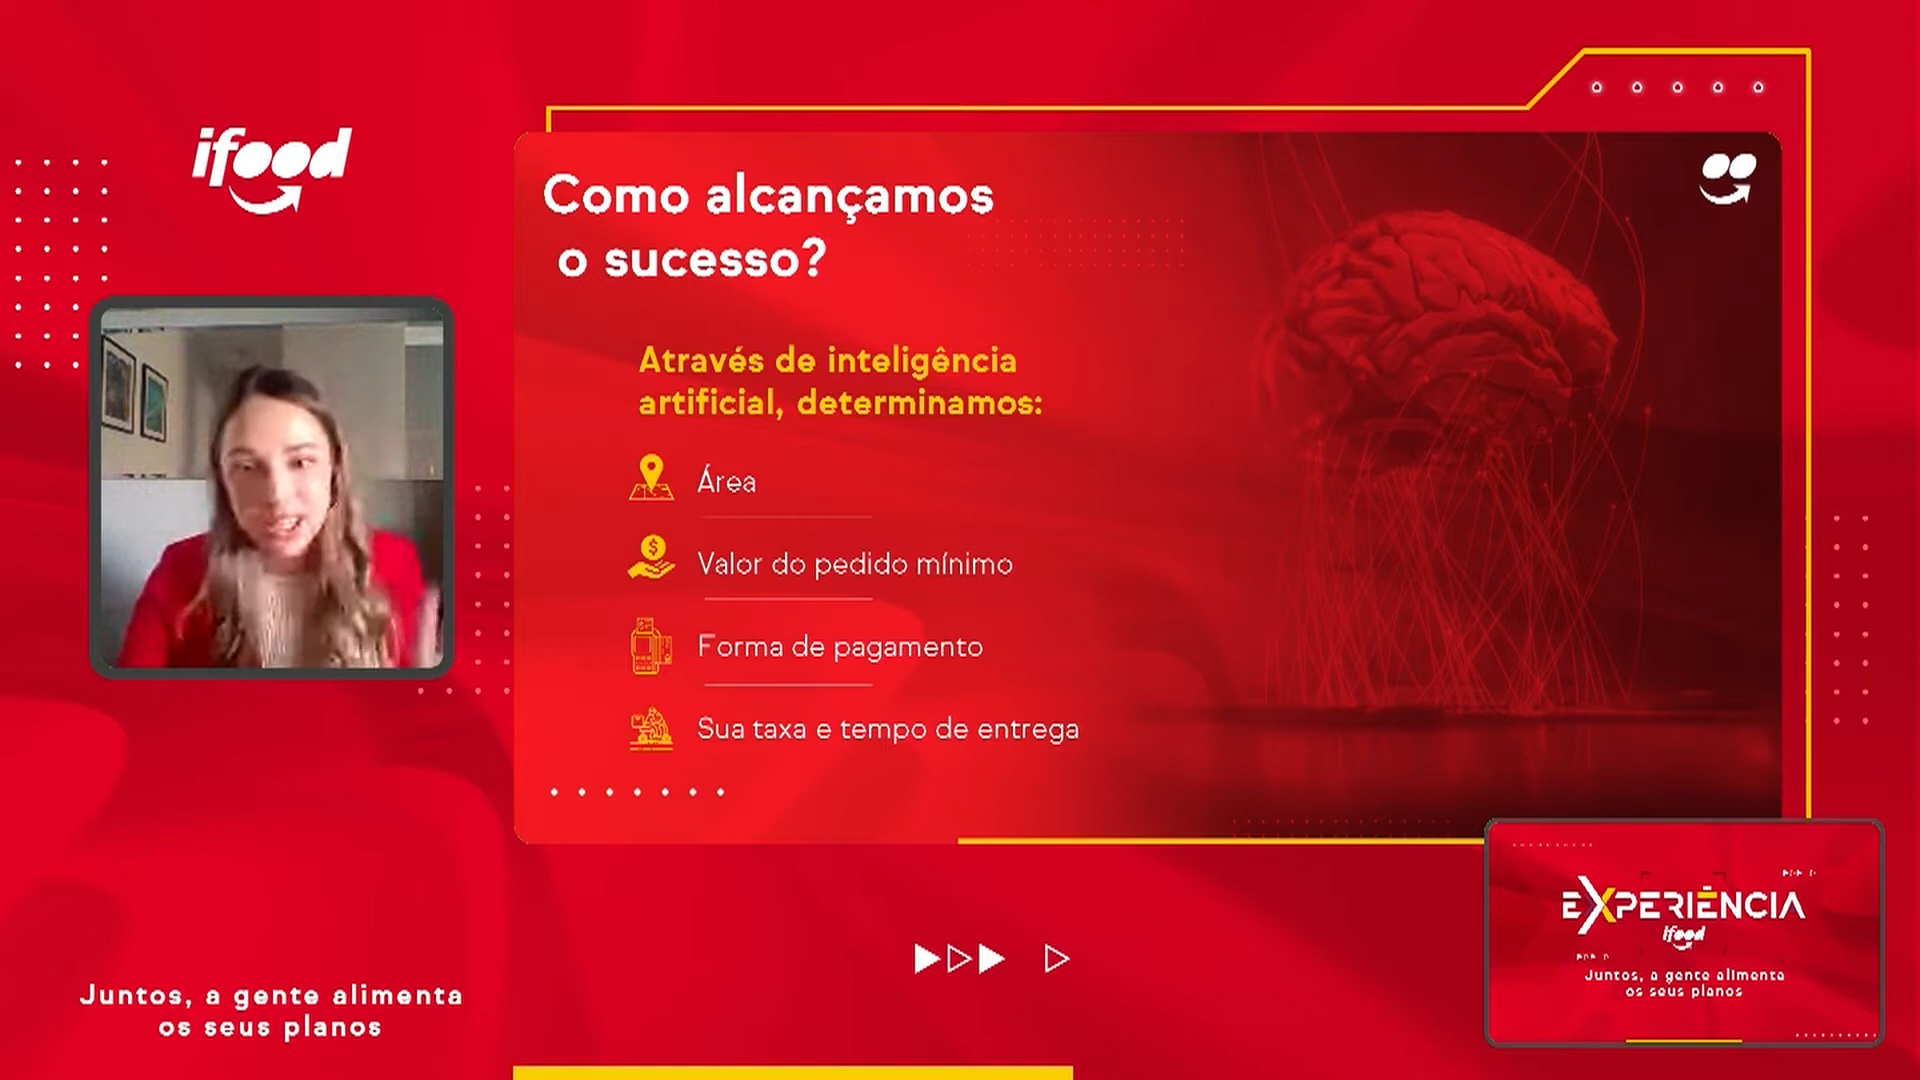 ifood
Como alcançamos
o sucesso?
Através de inteligência
artificial, determinamos:
Área
Valor do pedido mínimo
Forma de pagamento
Sua taxa e tempo de entrega
Juntos, a gente alimenta
os seus planos
EXPERIÊNCIA
ifood
Juntos, a gente alimenta
os seus planos